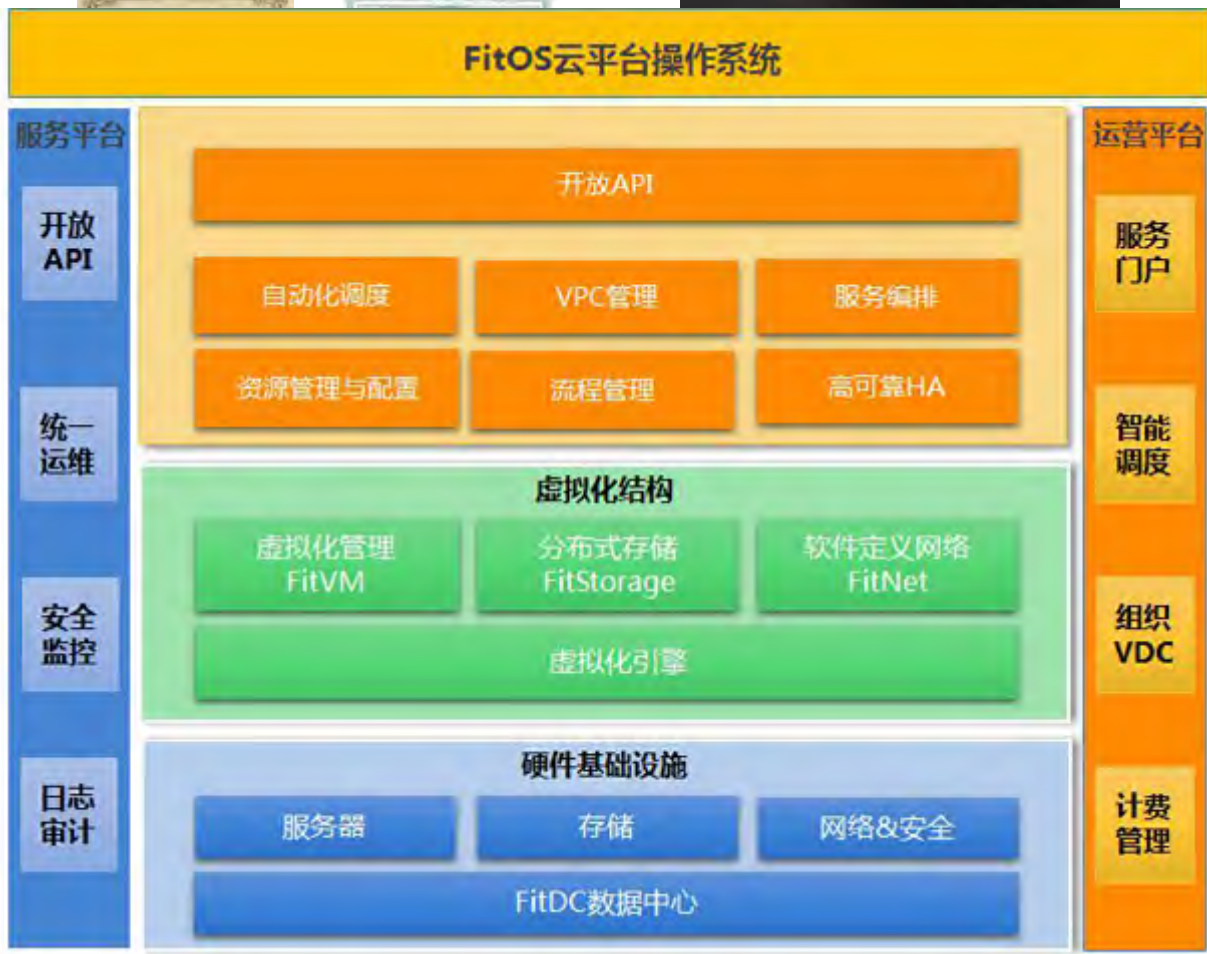 FitOS云平台操作系统
服务平台
开放
API
统一
运维
安全
监控
日志
审计
开放API
自动化调度
VPC管理
服务编排
资源管理与配置
流程管理
高可靠HA
虚拟化结构
虚拟化管理
FitVM
分布式存储
FitStorage
软件定义网络
FitNet
虚拟化引擎
硬件基础设施
服务器
存储
网络&安全
FitDC数据中心
运营平台
服务
门户
智能
调度
组织
VDC
计费
管理